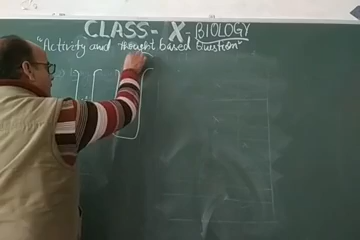 CLASS- X- BIOLOGY
"Activity and thought based Question"